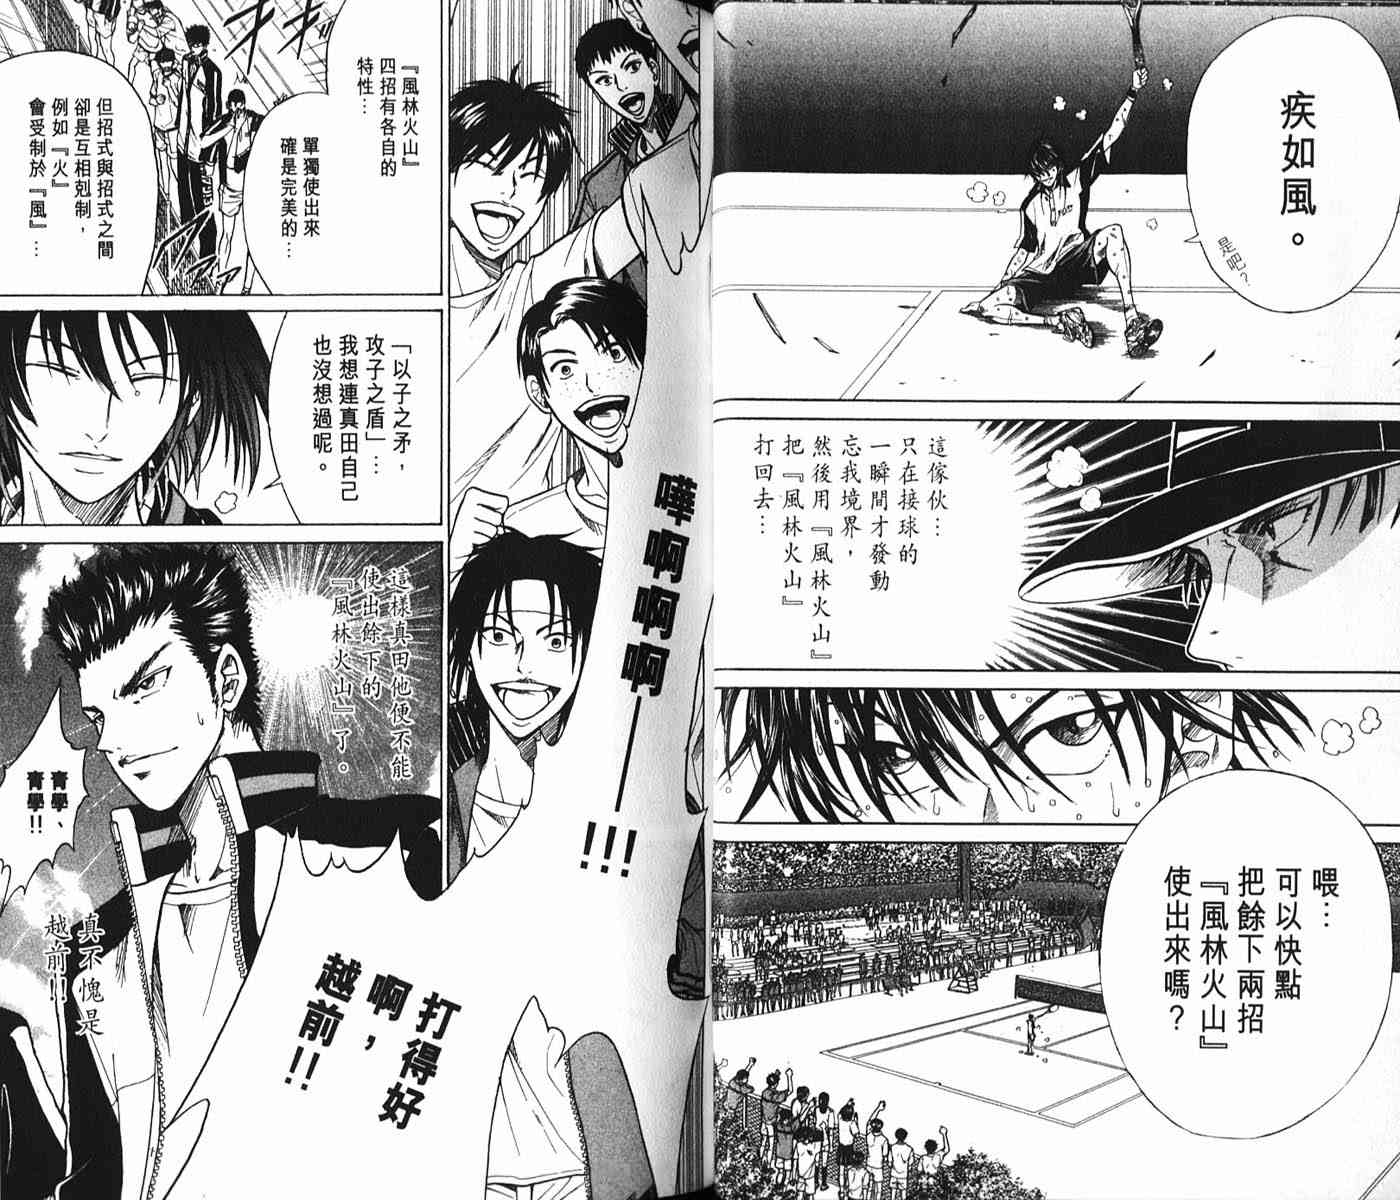 疾如風。
是吧？
這傢伙…
只在接球的
一瞬間才發動
忘我境界，
然後用『風林火山』
把『風林火山』
打回去…
喂…
可以快點
把餘下兩招
『風林火山』
使出來嗎？
嘩啊啊啊——!!!
打得好
啊，
越前!!
『風林火山』
四招有各自的
特性…
單獨使出來
確是完美的…
但招式與招式之間
卻是互相剋制，
例如『火』
會受制於『風』…
「以子之矛，
攻子之盾」…
我想連真田自己
也沒想過呢。
這樣真田他便不能
使出餘下的
『風林火山』了。
青學、
青學!!
真不愧是
越前!!